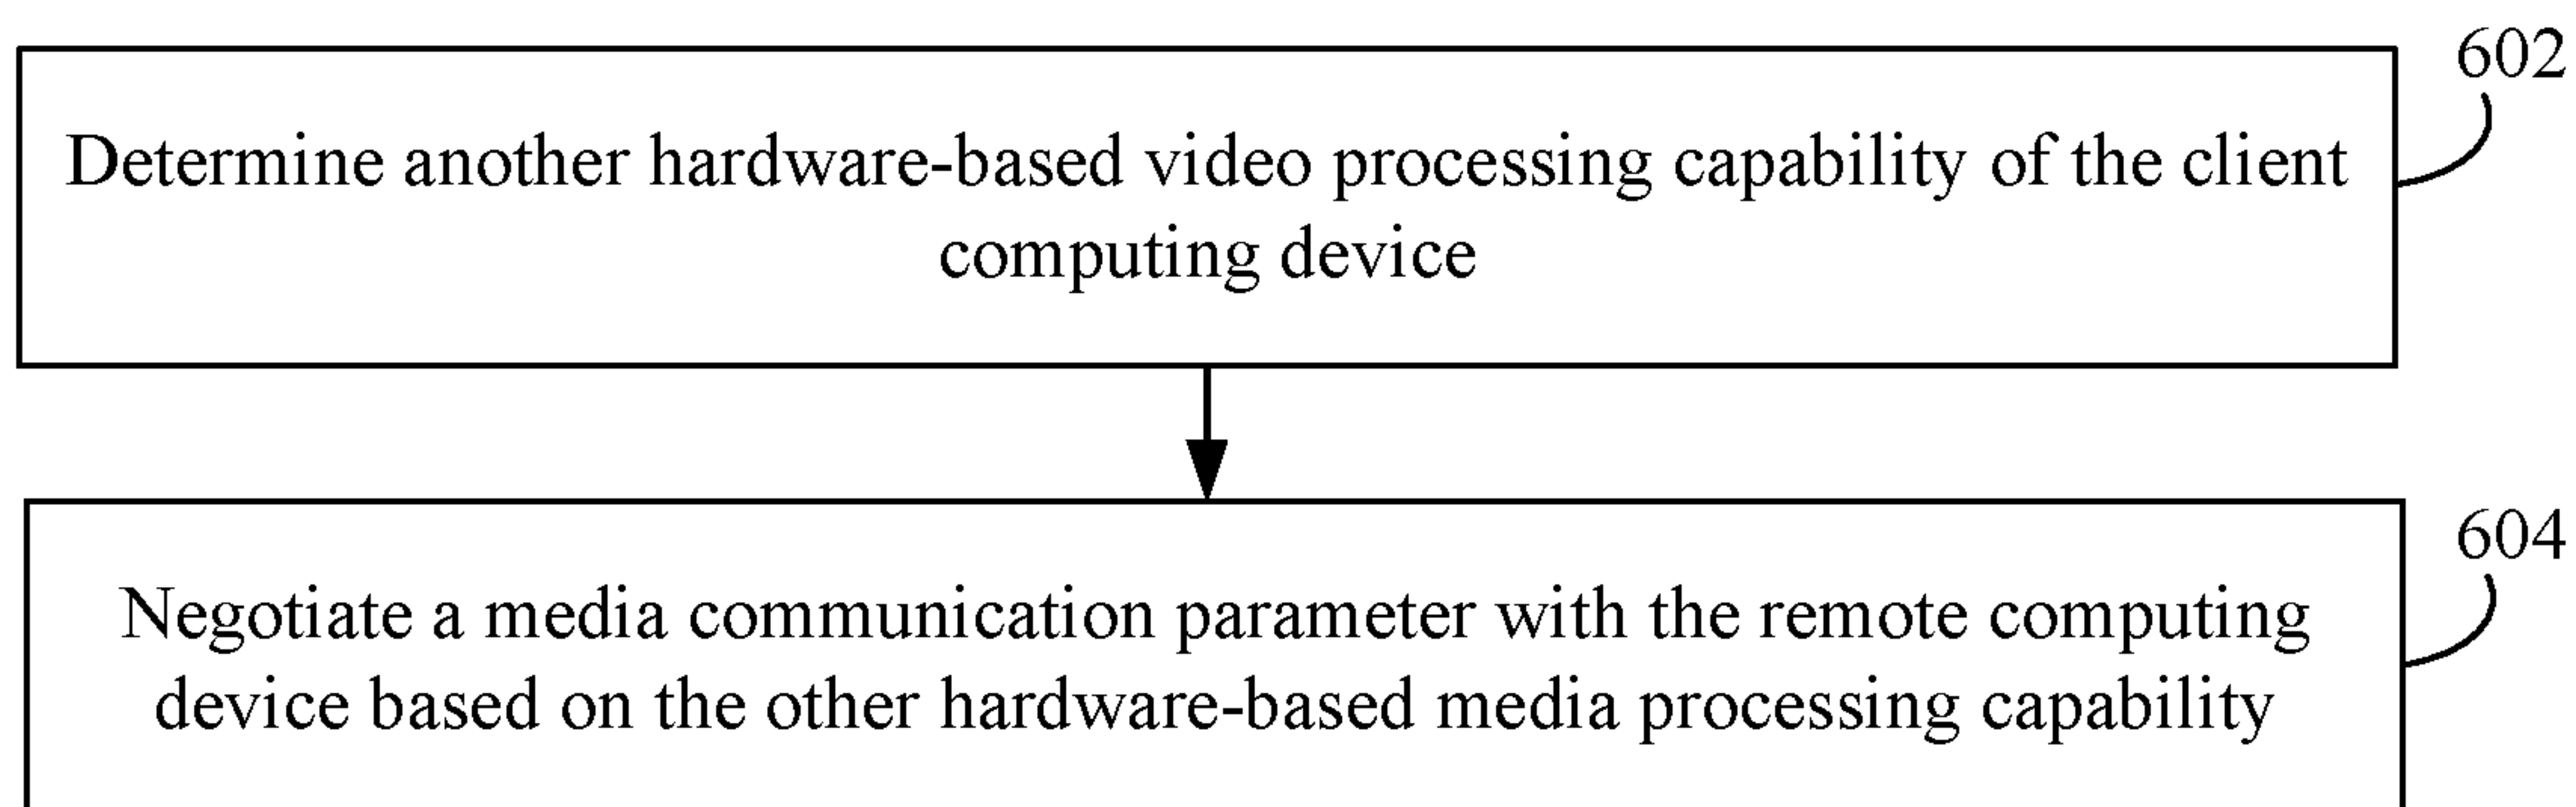 602
Determine another hardware-based video processing capability of the client
computing device
604
Negotiate a media communication parameter with the remote computing
device based on the other hardware-based media processing capability